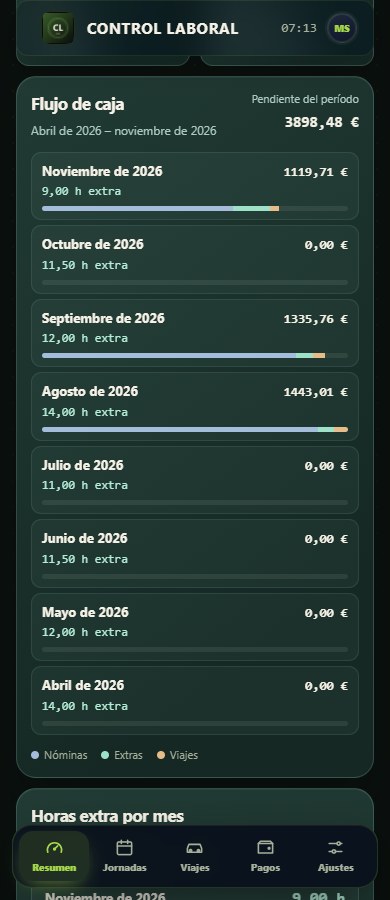 CL
CONTROL LABORAL
07:13
MS
Flujo de caja
Pendiente del período
Abril de 2026 – noviembre de 2026
3898,48 €
Noviembre de 2026
1119,71 €
9,00 h extra
Octubre de 2026
0,00 €
11,50 h extra
Septiembre de 2026
1335,76 €
12,00 h extra
Agosto de 2026
1443,01 €
14,00 h extra
Julio de 2026
0,00 €
11,00 h extra
Junio de 2026
0,00 €
11,50 h extra
Mayo de 2026
0,00 €
12,00 h extra
Abril de 2026
0,00 €
14,00 h extra
Nóminas
Extras
Viajes
Horas extra por mes
Resumen
Jornadas
Viajes
Pagos
Ajustes
Noviembre de 2026
9,00 h